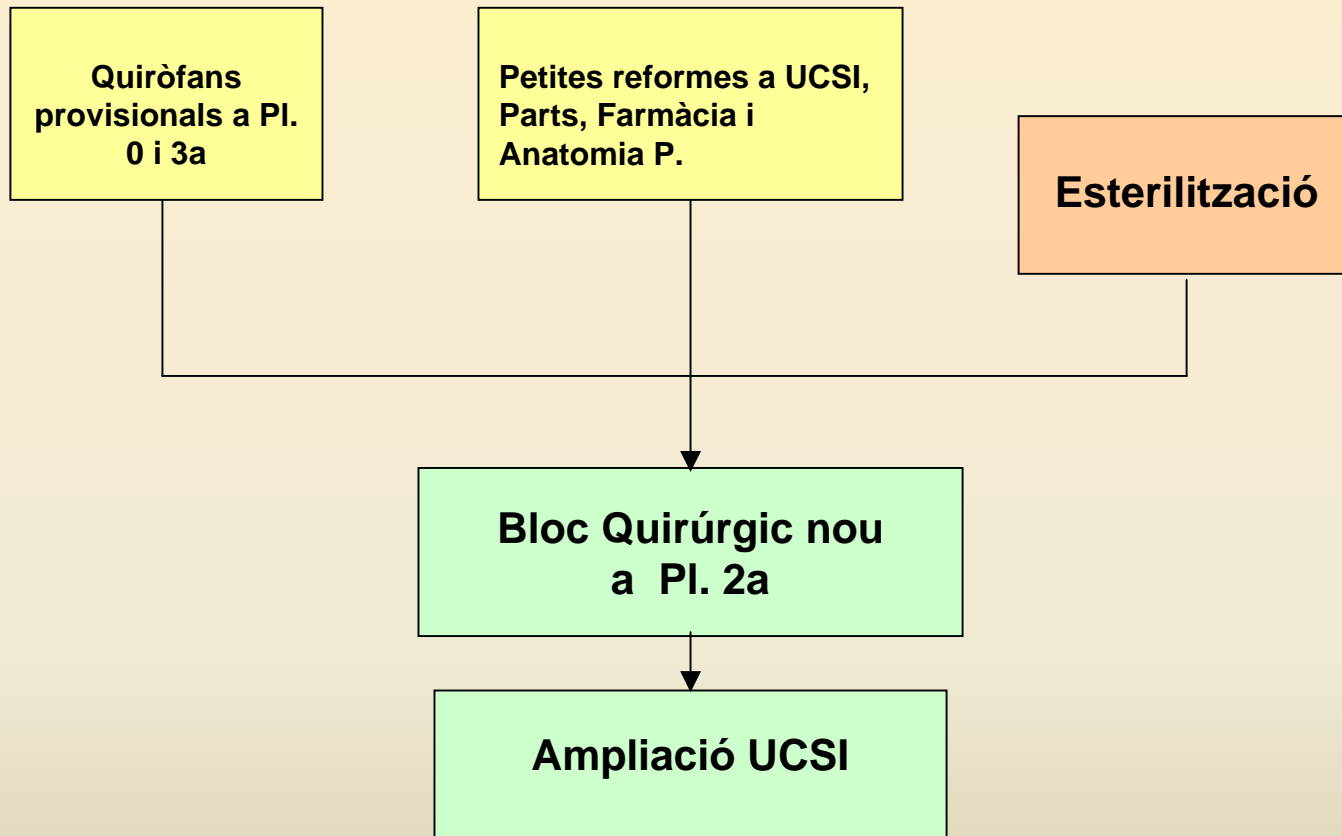 Quiròfans
provisionals a Pl.
0 i 3a
Petites reformes a UCSI,
Parts, Farmàcia i
Anatomia P.
Esterilització
Bloc Quirúrgic nou
a Pl. 2a
Ampliació UCSI